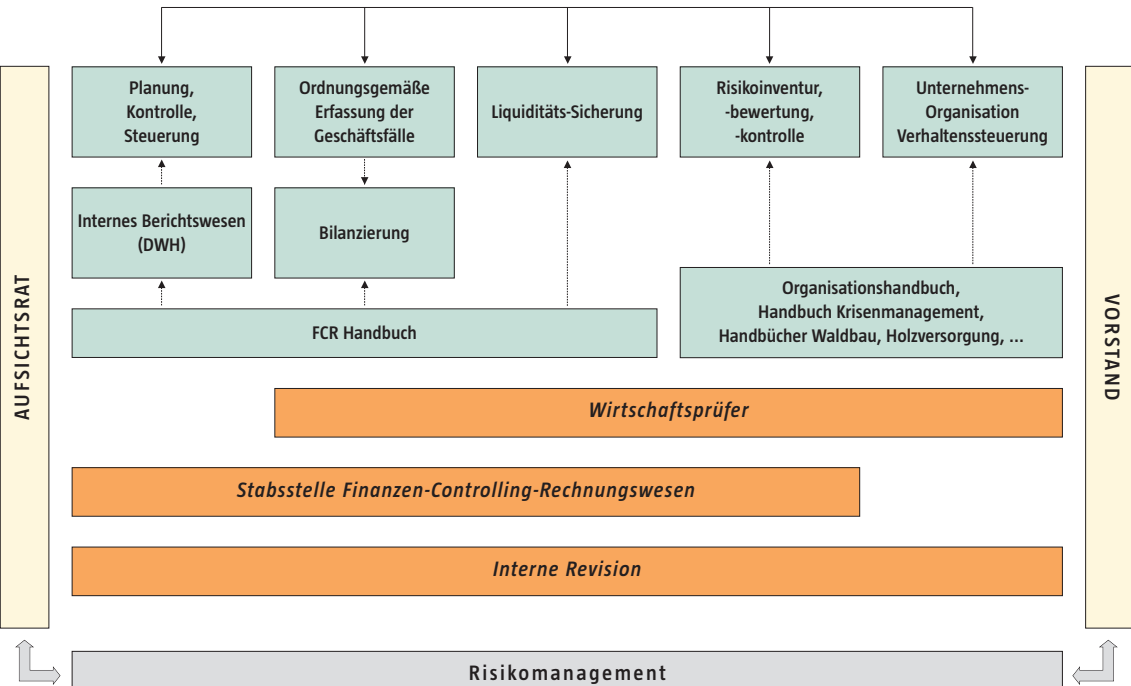 Planung,
Kontrolle,
Steuerung
Ordnungsgemäße
Erfassung der
Geschäftsfälle
Liquiditäts-Sicherung
Risikoinventur,
-bewertung,
-kontrolle
Unternehmens-
Organisation
Verhaltenssteuerung
Internes Berichtswesen
(DWH)
Bilanzierung
FCR Handbuch
Organisationshandbuch,
Handbuch Krisenmanagement,
Handbücher Waldbau, Holzversorgung, ...
AUFSICHTSRAT
VORSTAND
Wirtschaftsprüfer
Stabsstelle Finanzen-Controlling-Rechnungswesen
Interne Revision
Risikomanagement